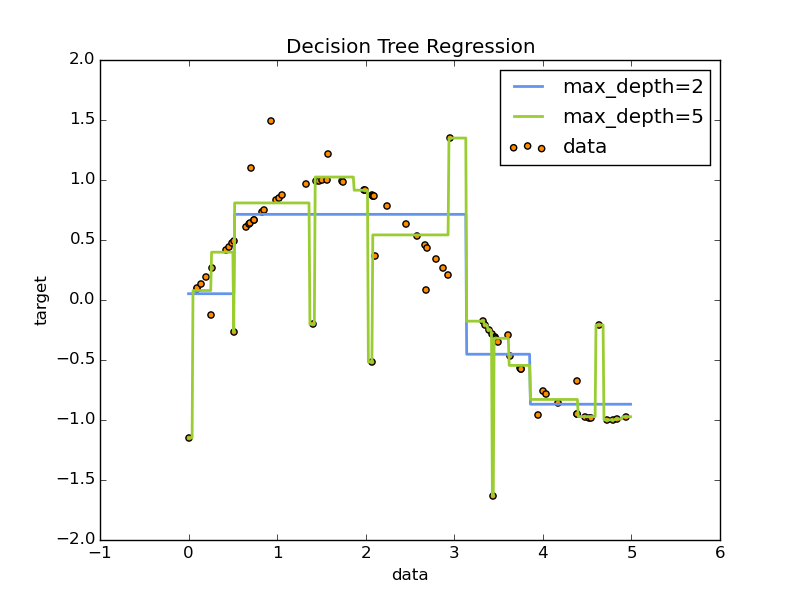 Decision Tree Regression
max_depth=2
max_depth=5
data
2.0
1.5
1.0
0.5
0.0
−0.5
−1.0
−1.5
−2.0
target
−1 0 1 2 3 4 5 6
data